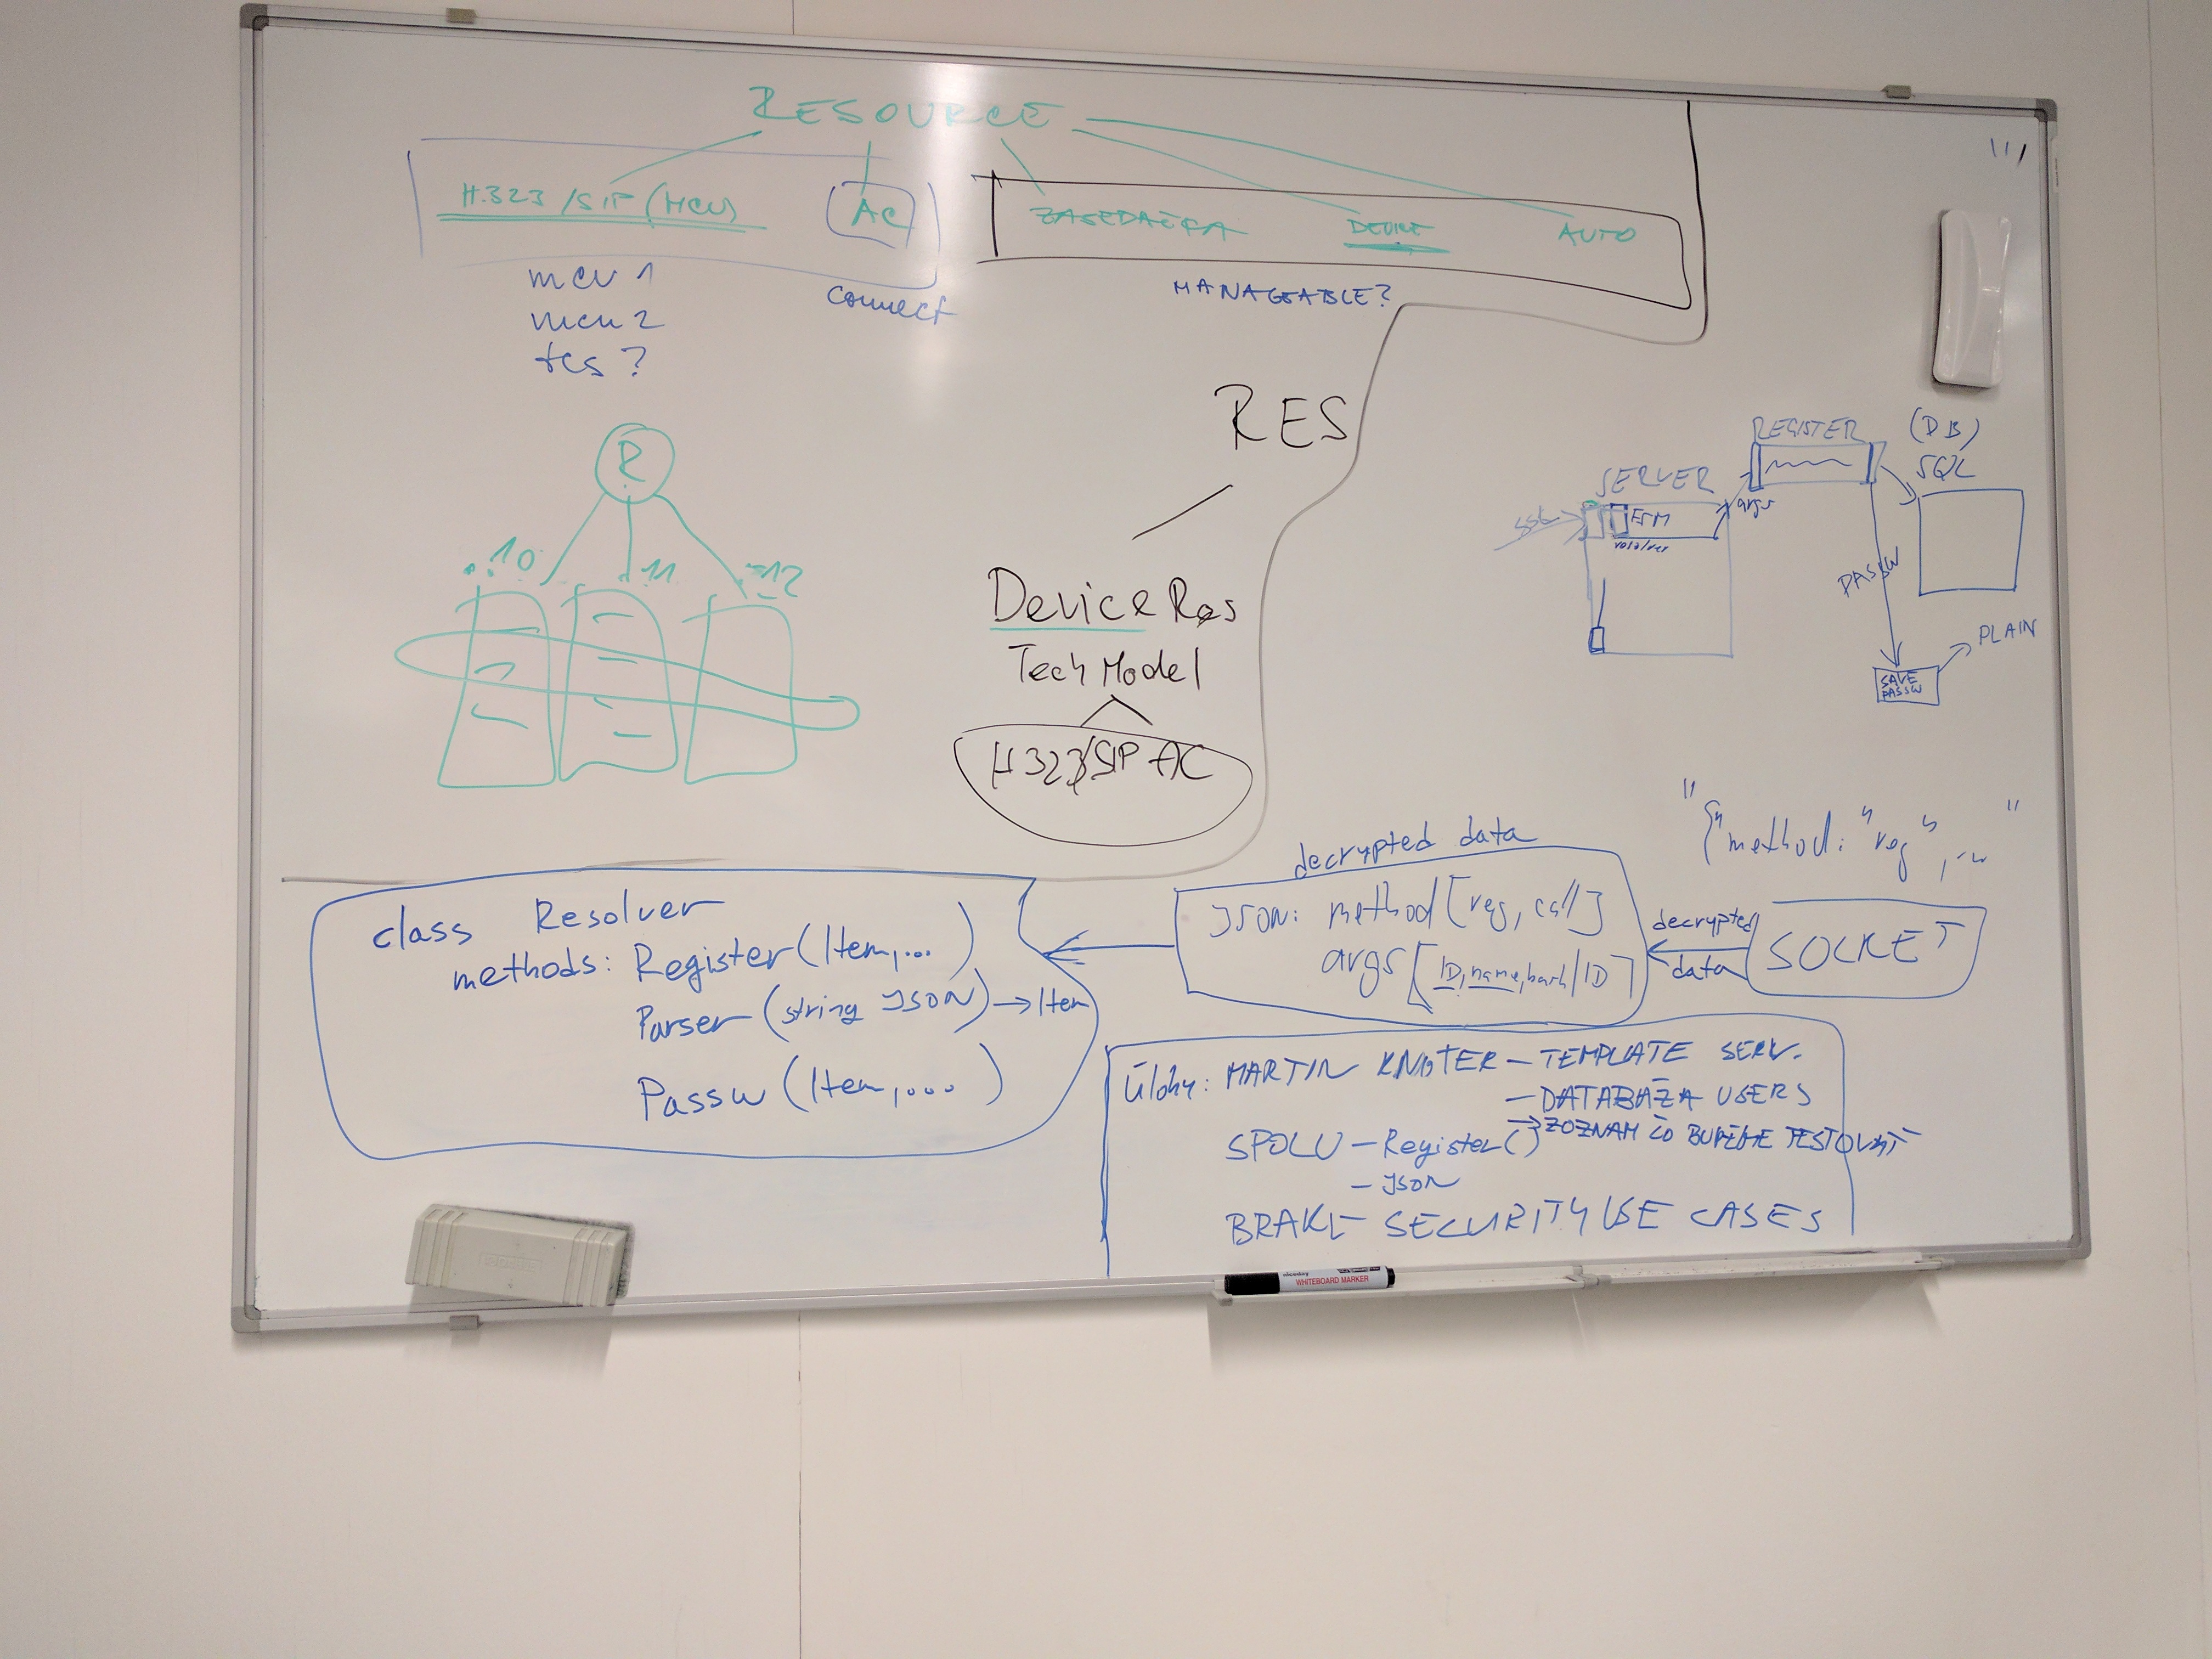 RESOURCE
H.323 /SIP (MCU)
AC
ZASEDAČKA
DEVICE
AUTO
mcu 1
mcu 2
tcs ?
connect
MANAGEABLE?
RES
R
.10
.11
.12
Device Res
Tech Model
H323/SIP AC
REGISTER
(DB)
SQL
SERVER
SSL
FSM
args
PASSW
SAVE
PASSW
PLAIN
"{"method: "reg", ... "
decrypted data
JSON: method [reg, call]
args [ID, name, hash/ID]
decrypted
data
SOCKET
class Resolver
methods: Register (Item,...)
Parser (string JSON) → Item
Passw (Item,....)
Úlohy: MARTIN KNOTER – TEMPLATE SERV.
– DATABÁZA USERS
→ ZOZNAM ČO BUDEME TESTOVAŤ
SPOLU – Register()
– JSON
– SECURITY USE CASES
WHITEBOARD MARKER